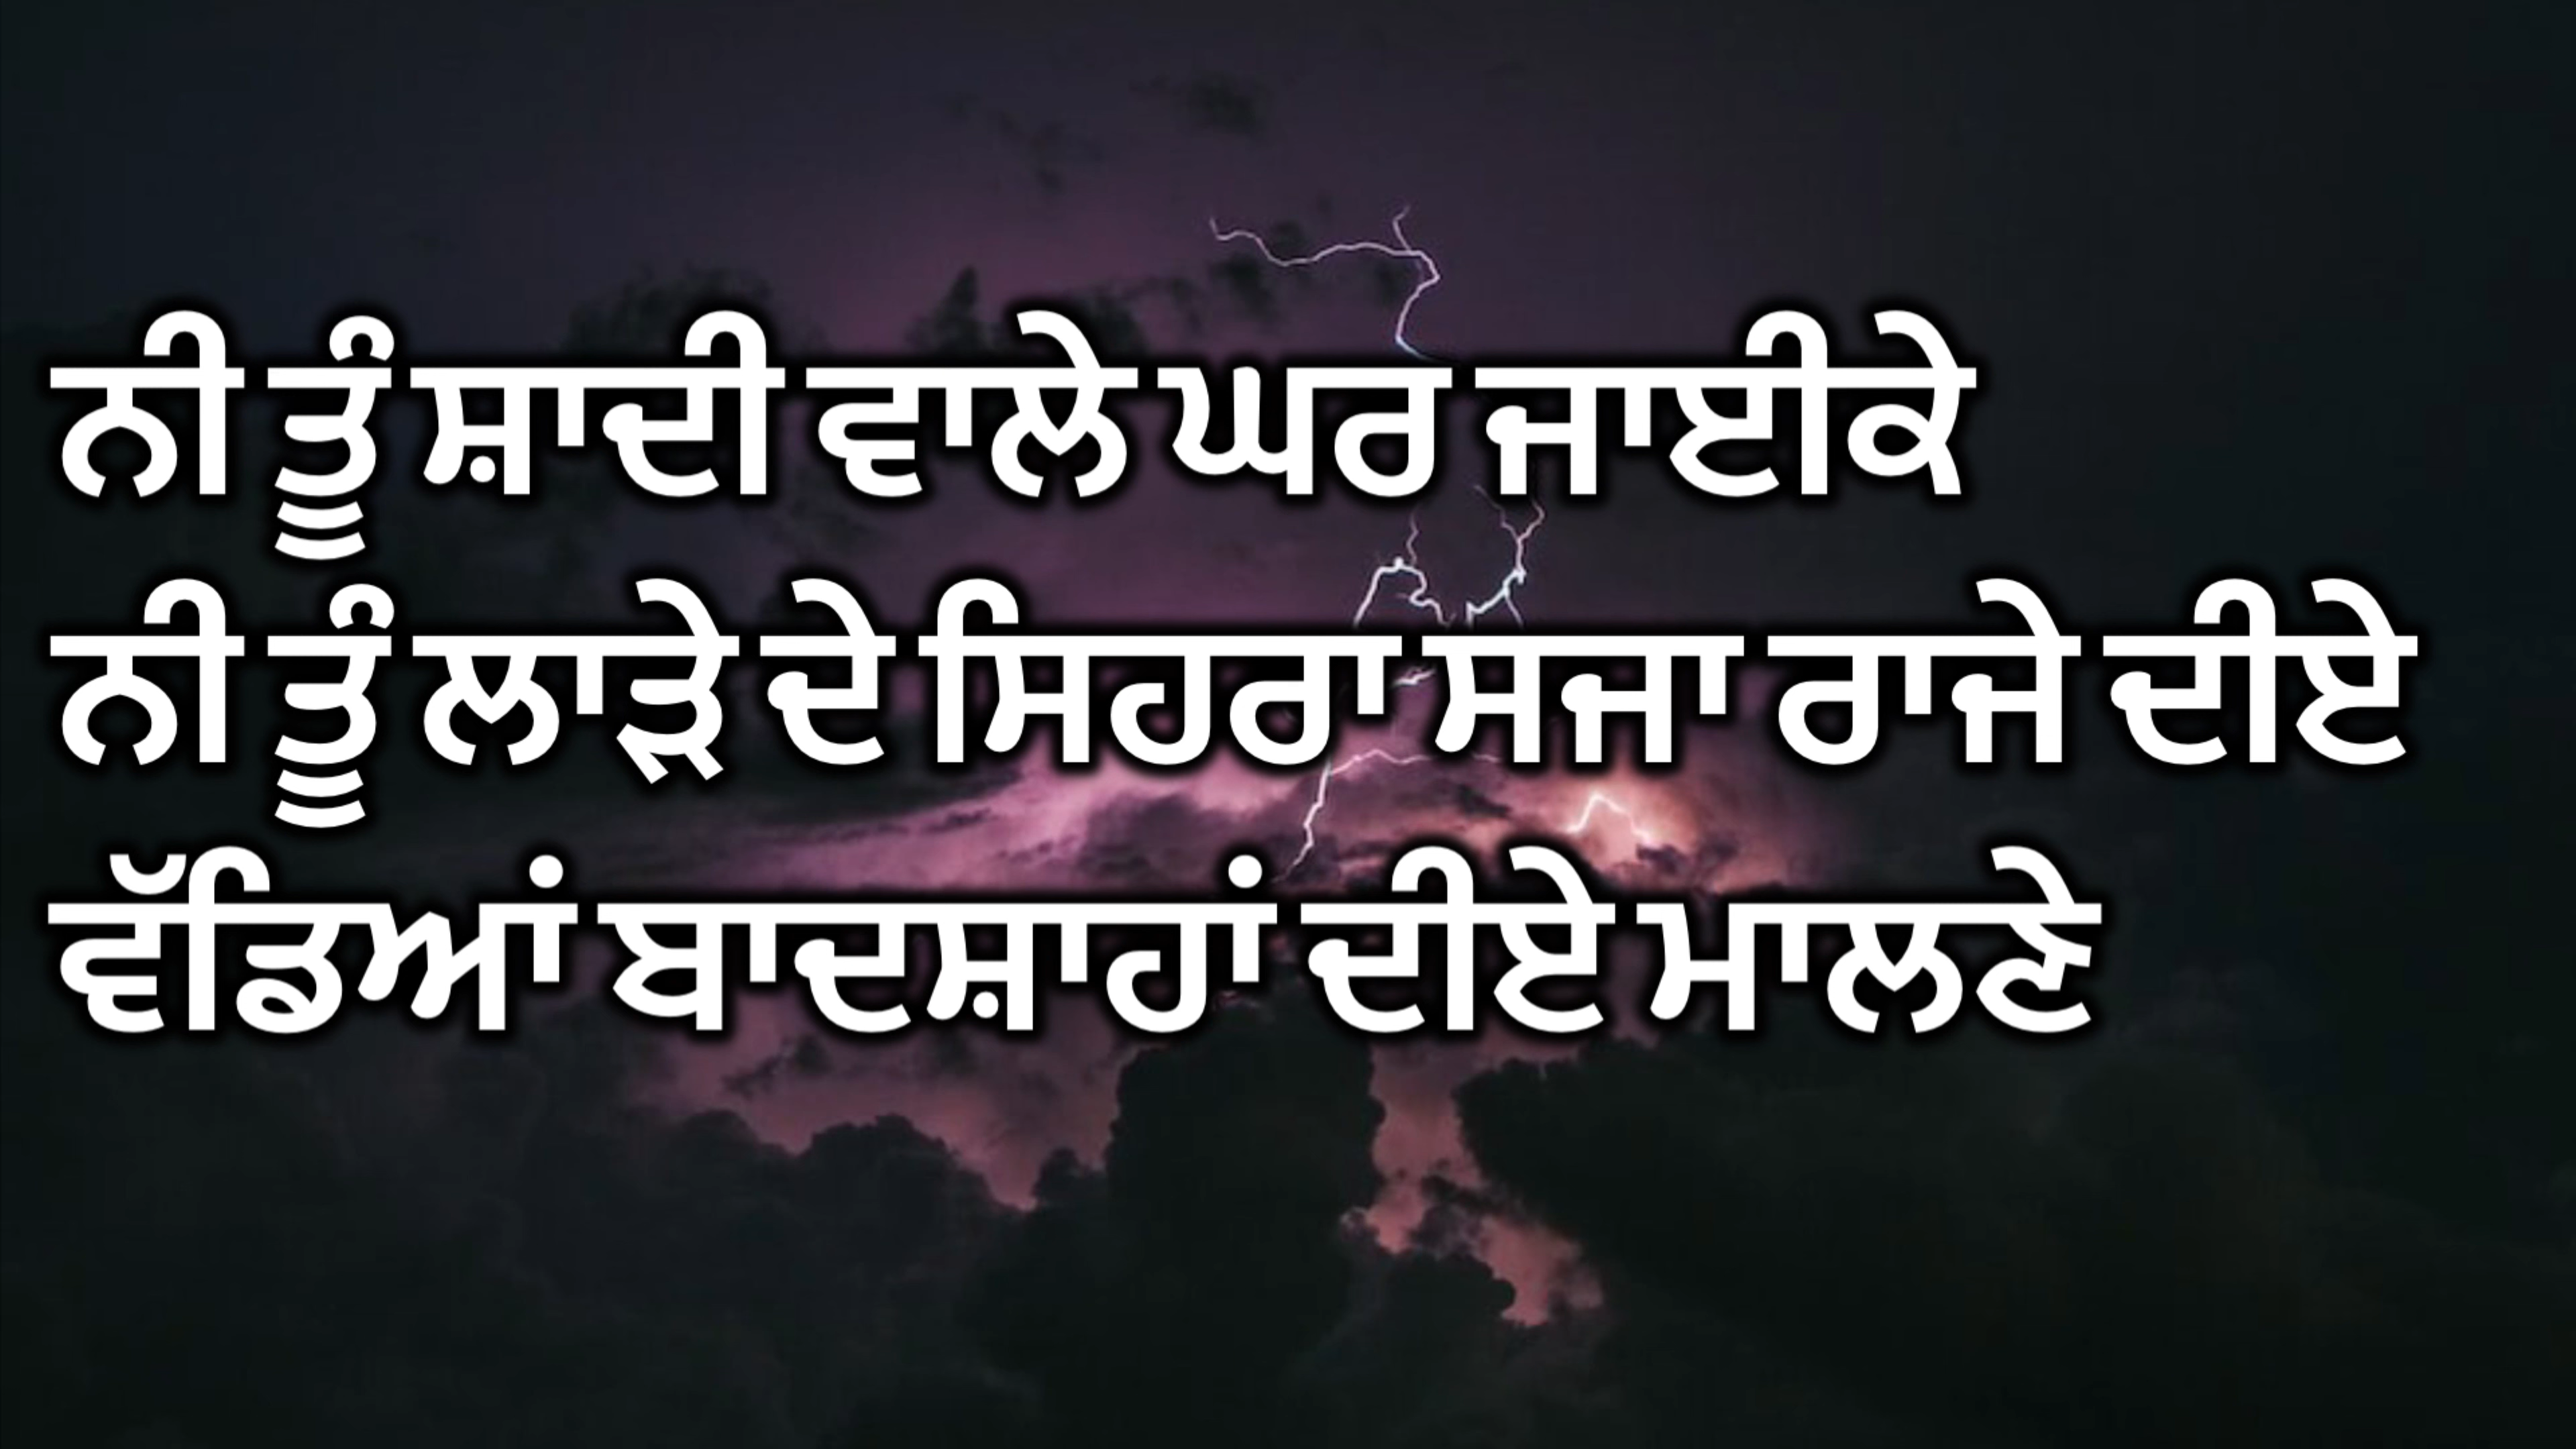 ਨੀ ਤੂੰ ਸ਼ਾਦੀ ਵਾਲੇ ਘਰ ਜਾਈਕੇ
ਨੀ ਤੂੰ ਲਾੜੇ ਦੇ ਸਿਹਰਾ ਸਜਾ ਰਾਜੇ ਦੀਏ
ਵੱਡਿਆਂ ਬਾਦਸ਼ਾਹਾਂ ਦੀਏ ਮਾਲਣੇ